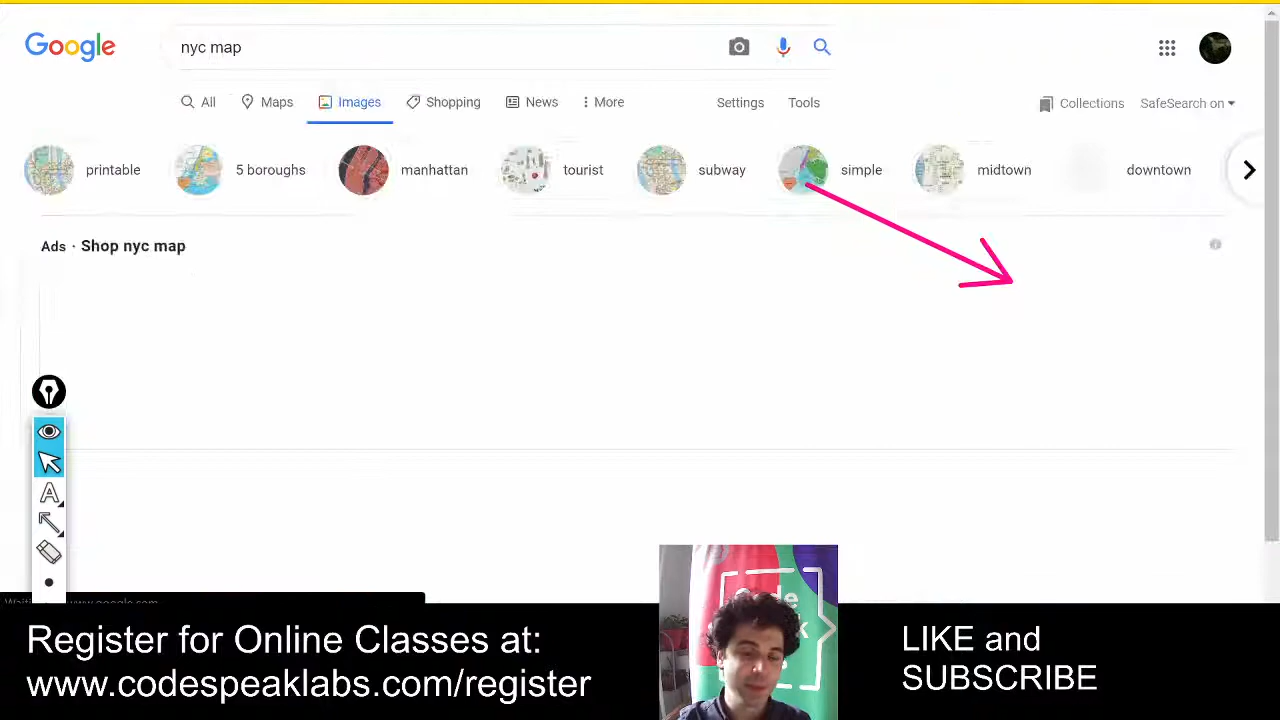 Google
nyc map
All Maps Images Shopping News More Settings Tools Collections SafeSearch on
printable 5 boroughs manhattan tourist subway simple midtown downtown
Ads · Shop nyc map
A
Code
Register for Online Classes at:
www.codespeaklabs.com/register
LIKE and
SUBSCRIBE